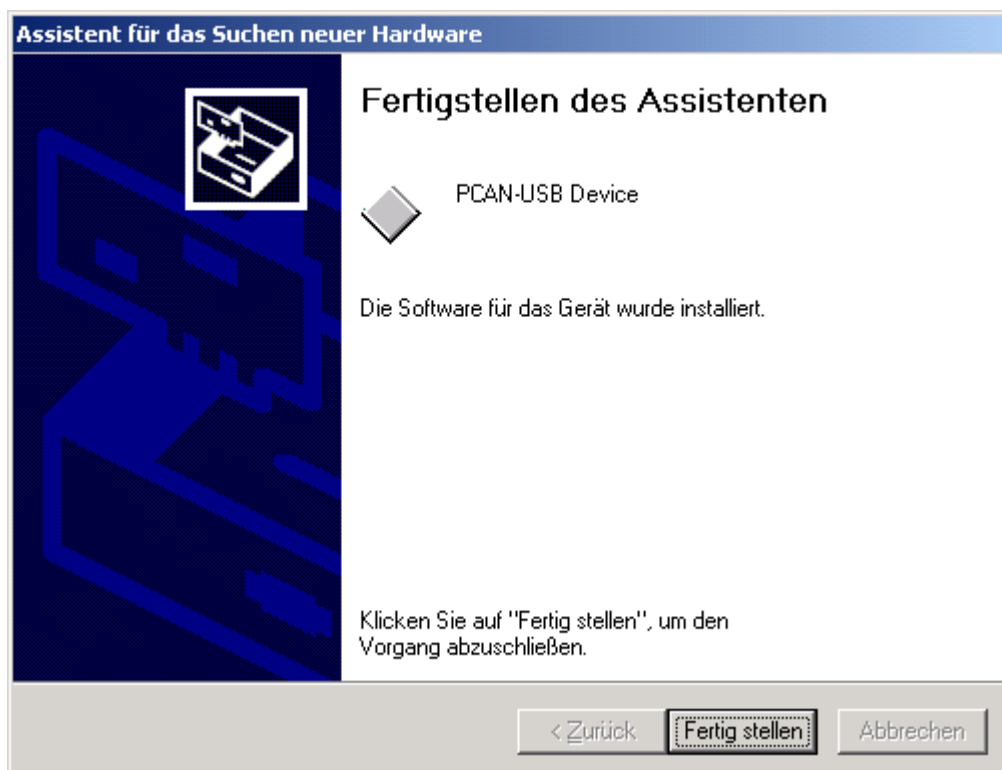 Assistent für das Suchen neuer Hardware
Fertigstellen des Assistenten
PCAN-USB Device
Die Software für das Gerät wurde installiert.
Klicken Sie auf "Fertig stellen", um den
Vorgang abzuschließen.
< Zurück
Fertig stellen
Abbrechen